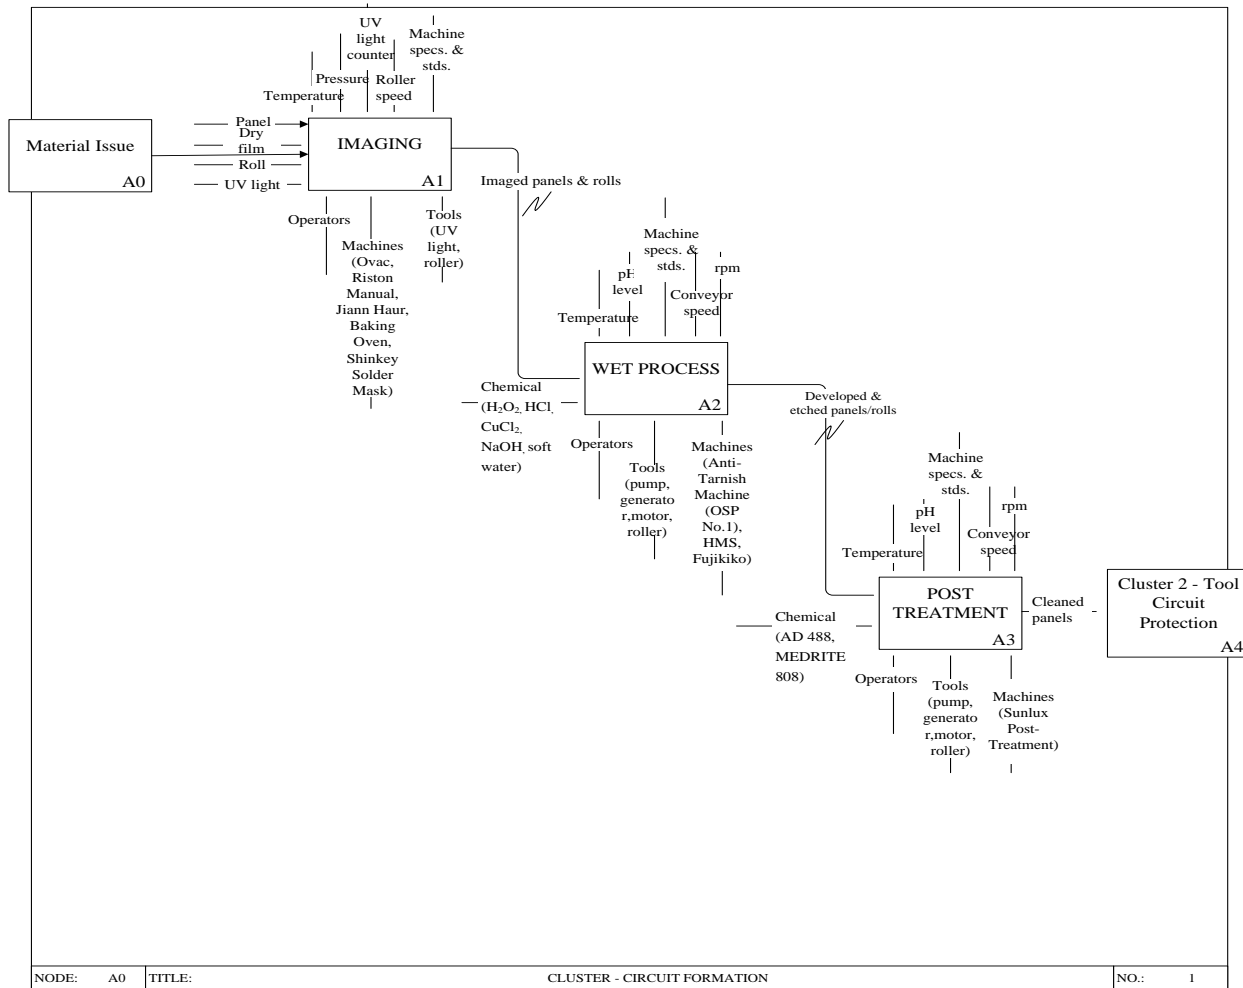 UV
light
counter
Machine
specs. &
stds.
Pressure
Roller
speed
Temperature
Panel
Dry
film
Roll
UV light
Material Issue
A0
IMAGING
A1
Operators
Machines
(Ovac,
Riston
Manual,
Jiann Haur,
Baking
Oven,
Shinkey
Solder
Mask)
Tools
(UV
light,
roller)
Imaged panels & rolls
Temperature
pH
level
Machine
specs. &
stds.
Conveyor
speed
rpm
WET PROCESS
A2
Chemical
(H₂O₂, HCl,
CuCl₂,
NaOH, soft
water)
Operators
Tools
(pump,
generato
r,motor,
roller)
Machines
(Anti-
Tarnish
Machine
(OSP
No.1),
HMS,
Fujikiko)
Developed &
etched panels/rolls
Temperature
pH
level
Machine
specs. &
stds.
Conveyor
speed
rpm
POST
TREATMENT
A3
Chemical
(AD 488,
MEDRITE
808)
Operators
Tools
(pump,
generato
r,motor,
roller)
Machines
(Sunlux
Post-
Treatment)
Cleaned
panels
Cluster 2 - Tool
Circuit
Protection
A4
NODE: A0
TITLE: CLUSTER - CIRCUIT FORMATION
NO.: 1